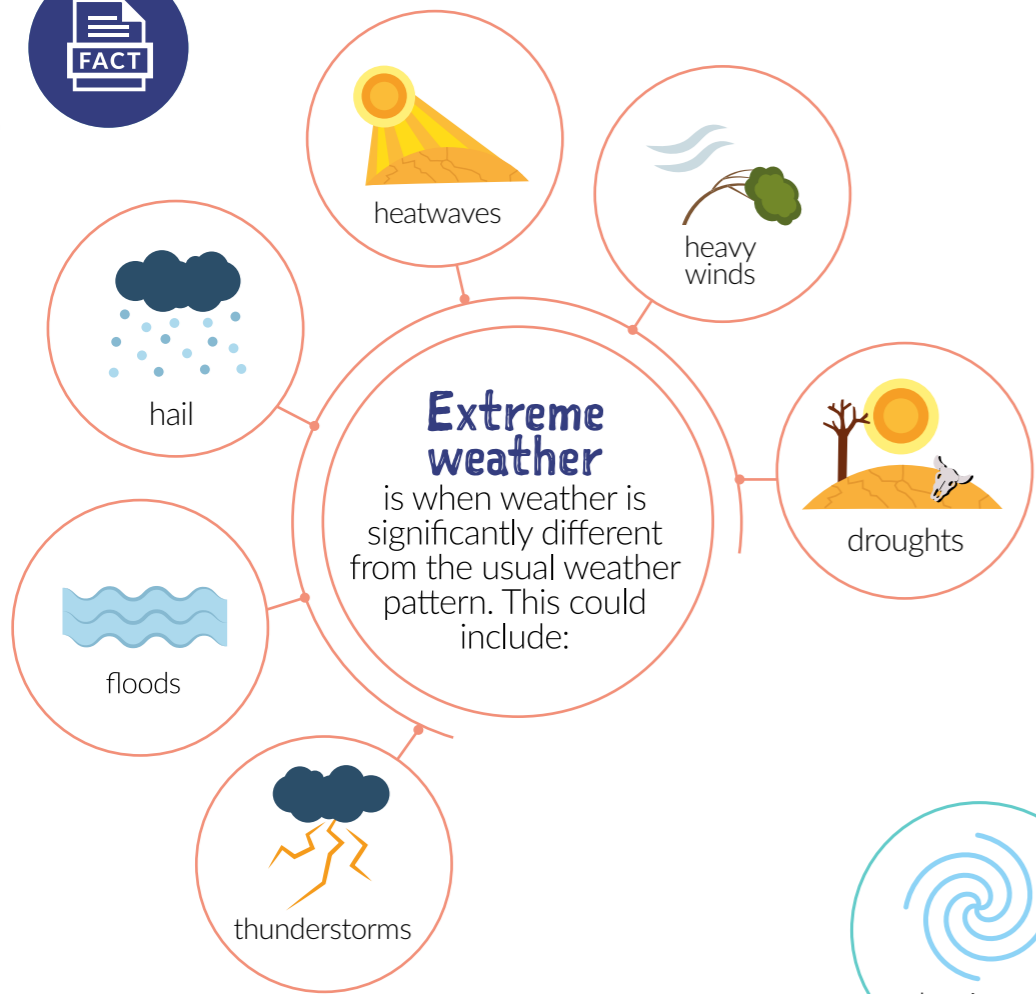 FACT
heatwaves
heavy
winds
hail
Extreme
weather
is when weather is
significantly different
from the usual weather
pattern. This could
include:
droughts
floods
thunderstorms